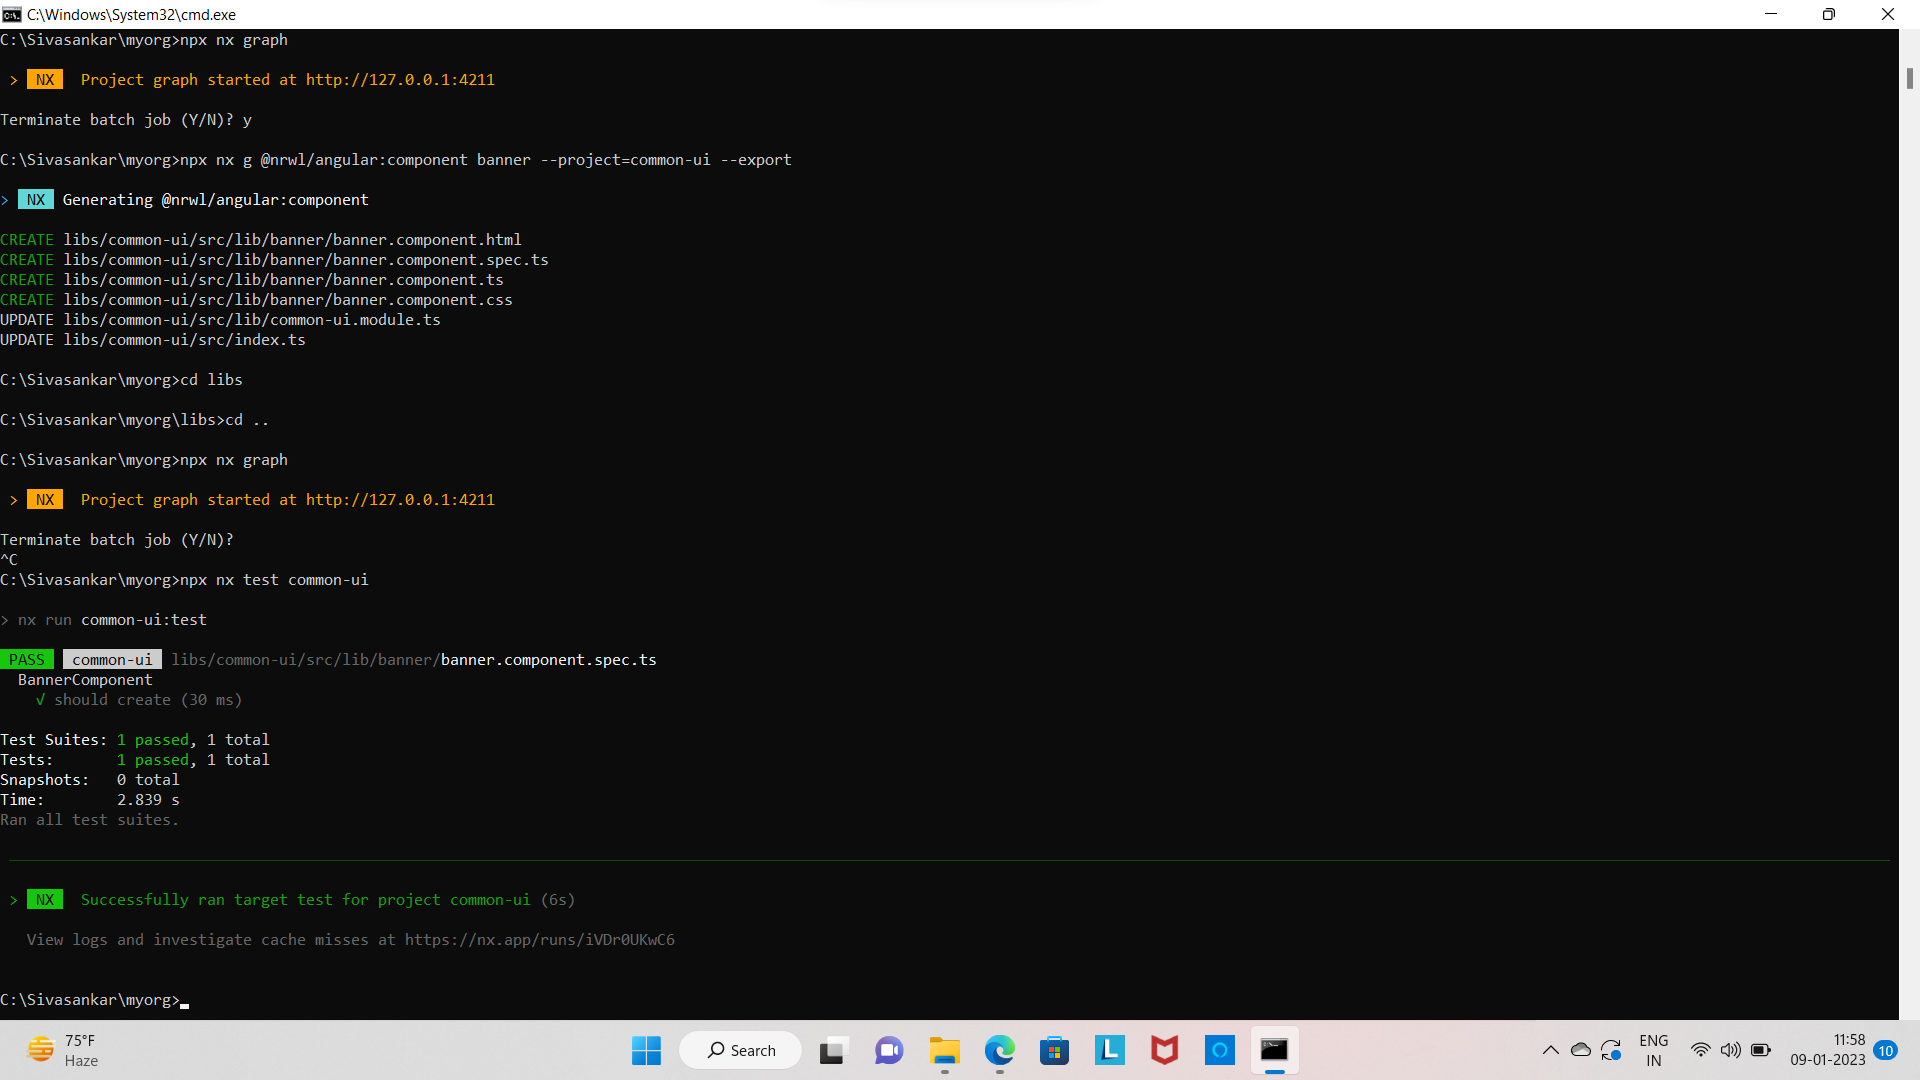 C:\Windows\System32\cmd.exe
C:\Sivasankar\myorg>npx nx graph
> NX Project graph started at http://127.0.0.1:4211
Terminate batch job (Y/N)? y
C:\Sivasankar\myorg>npx nx g @nrwl/angular:component banner --project=common-ui --export
> NX Generating @nrwl/angular:component
CREATE libs/common-ui/src/lib/banner/banner.component.html
CREATE libs/common-ui/src/lib/banner/banner.component.spec.ts
CREATE libs/common-ui/src/lib/banner/banner.component.ts
CREATE libs/common-ui/src/lib/banner/banner.component.css
UPDATE libs/common-ui/src/lib/common-ui.module.ts
UPDATE libs/common-ui/src/index.ts
C:\Sivasankar\myorg>cd libs
C:\Sivasankar\myorg\libs>cd ..
C:\Sivasankar\myorg>npx nx graph
> NX Project graph started at http://127.0.0.1:4211
Terminate batch job (Y/N)?
^C
C:\Sivasankar\myorg>npx nx test common-ui
> nx run common-ui:test
PASS common-ui libs/common-ui/src/lib/banner/banner.component.spec.ts
BannerComponent
√ should create (30 ms)
Test Suites: 1 passed, 1 total
Tests: 1 passed, 1 total
Snapshots: 0 total
Time: 2.839 s
Ran all test suites.
> NX Successfully ran target test for project common-ui (6s)
View logs and investigate cache misses at https://nx.app/runs/iVDr0UKwC6
C:\Sivasankar\myorg>
75°F
Haze
Search
L
ENG
IN
11:58
09-01-2023
10